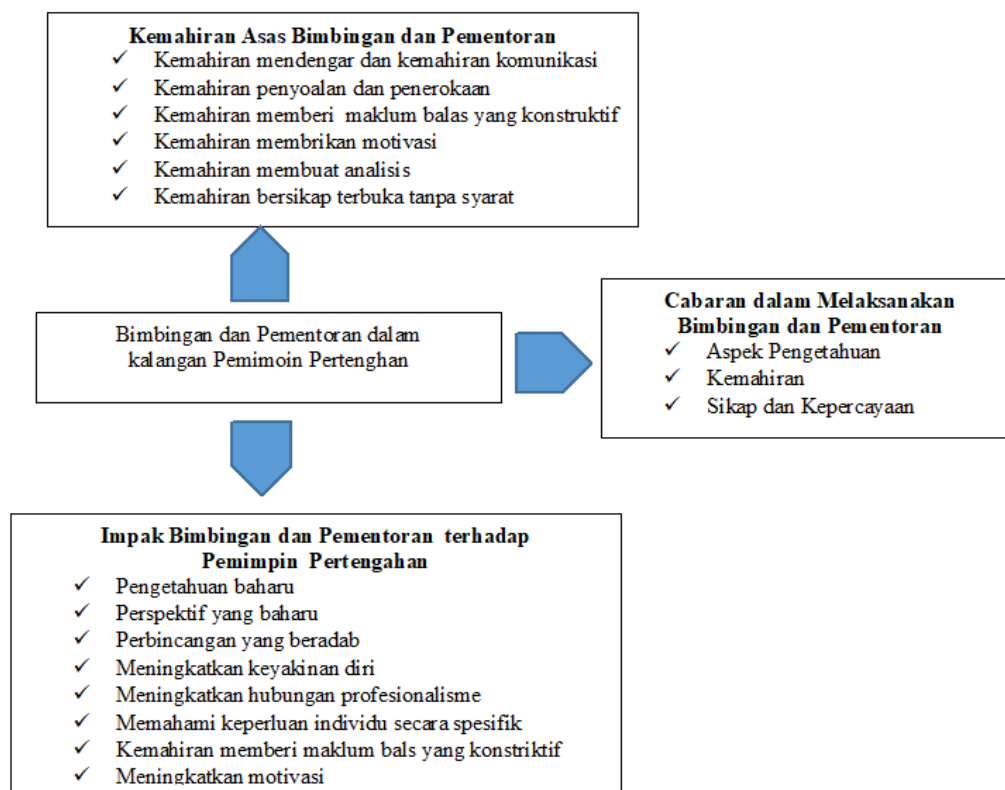 Kemahiran Asas Bimbingan dan Pementoran
✓ Kemahiran mendengar dan kemahiran komunikasi
✓ Kemahiran penyoalan dan penerokaan
✓ Kemahiran memberi maklum balas yang konstruktif
✓ Kemahiran membrikan motivasi
✓ Kemahiran membuat analisis
✓ Kemahiran bersikap terbuka tanpa syarat
Bimbingan dan Pementoran dalam
kalangan Pemimoin Pertenghan
Cabaran dalam Melaksanakan
Bimbingan dan Pementoran
✓ Aspek Pengetahuan
✓ Kemahiran
✓ Sikap dan Kepercayaan
Impak Bimbingan dan Pementoran terhadap
Pemimpin Pertengahan
✓ Pengetahuan baharu
✓ Perspektif yang baharu
✓ Perbincangan yang beradab
✓ Meningkatkan keyakinan diri
✓ Meningkatkan hubungan profesionalisme
✓ Memahami keperluan individu secara spesifik
✓ Kemahiran memberi maklum bals yang konstriktif
✓ Meningkatkan motivasi